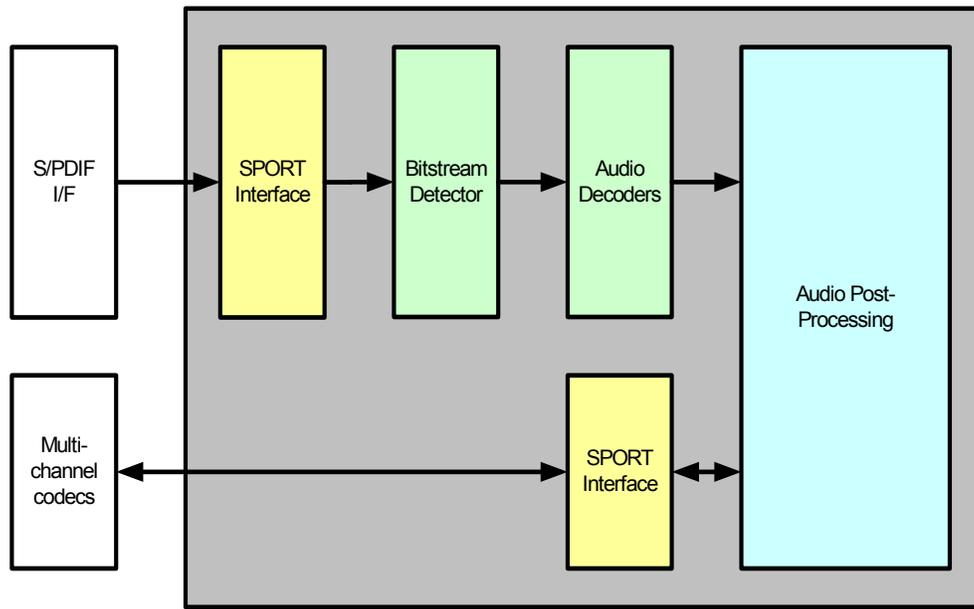 S/PDIF
I/F
SPORT
Interface
Bitstream
Detector
Audio
Decoders
Audio Post-
Processing
Multi-
channel
codecs
SPORT
Interface